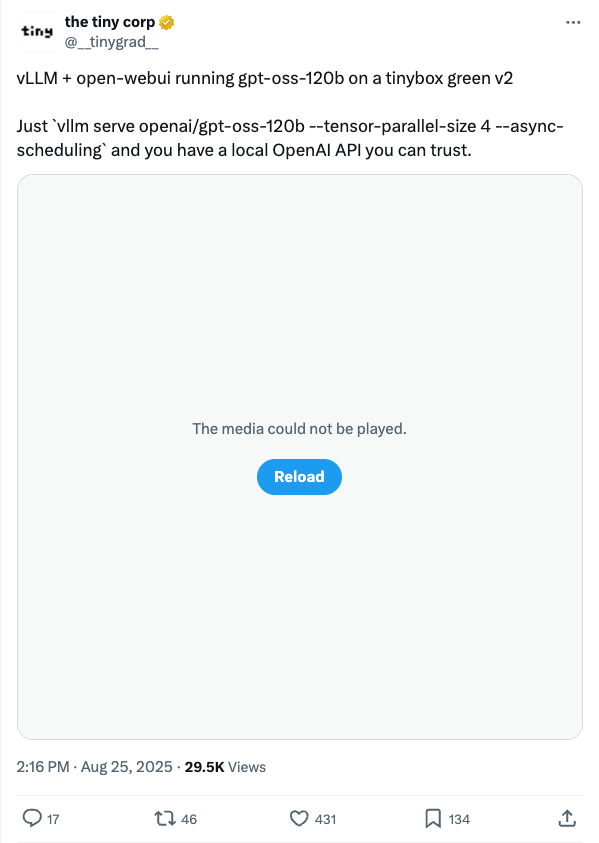 tiny
the tiny corp
@__tinygrad__
vLLM + open-webui running gpt-oss-120b on a tinybox green v2
Just `vllm serve openai/gpt-oss-120b --tensor-parallel-size 4 --async-
scheduling` and you have a local OpenAI API you can trust.
The media could not be played.
Reload
2:16 PM · Aug 25, 2025 · 29.5K Views
17 46 431 134